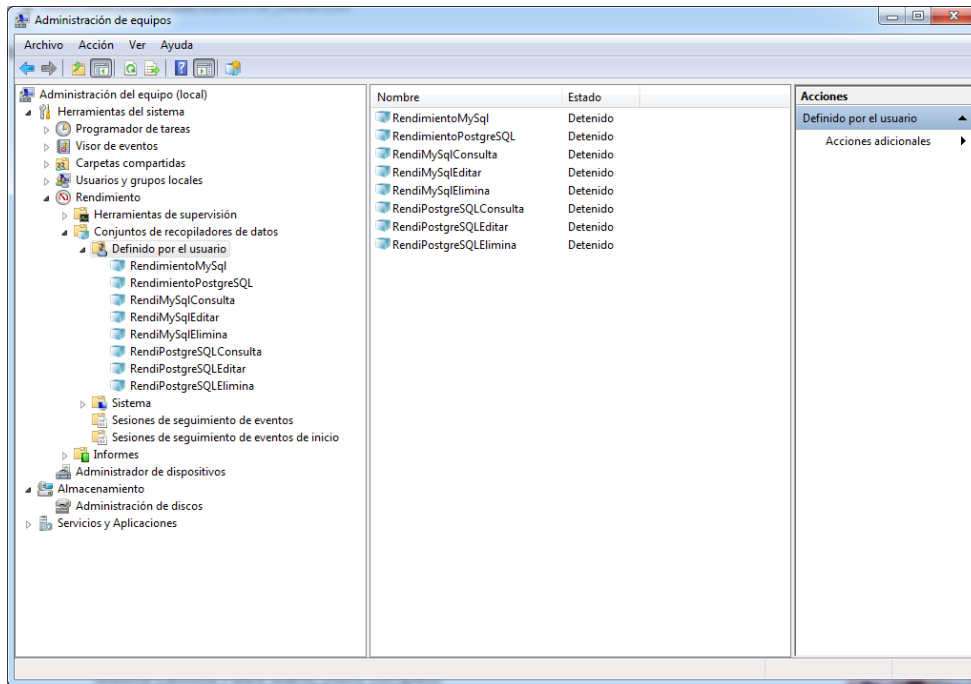 Administración de equipos
Archivo Acción Ver Ayuda
Administración del equipo (local)
Herramientas del sistema
Programador de tareas
Visor de eventos
Carpetas compartidas
Usuarios y grupos locales
Rendimiento
Herramientas de supervisión
Conjuntos de recopiladores de datos
Definido por el usuario
RendimientoMySql
RendimientoPostgreSQL
RendiMySqlConsulta
RendiMySqlEditar
RendiMySqlElimina
RendiPostgreSQLConsulta
RendiPostgreSQLEditar
RendiPostgreSQLElimina
Sistema
Sesiones de seguimiento de eventos
Sesiones de seguimiento de eventos de inicio
Informes
Administrador de dispositivos
Almacenamiento
Administración de discos
Servicios y Aplicaciones
Nombre Estado
RendimientoMySql Detenido
RendimientoPostgreSQL Detenido
RendiMySqlConsulta Detenido
RendiMySqlEditar Detenido
RendiMySqlElimina Detenido
RendiPostgreSQLConsulta Detenido
RendiPostgreSQLEditar Detenido
RendiPostgreSQLElimina Detenido
Acciones
Definido por el usuario
Acciones adicionales